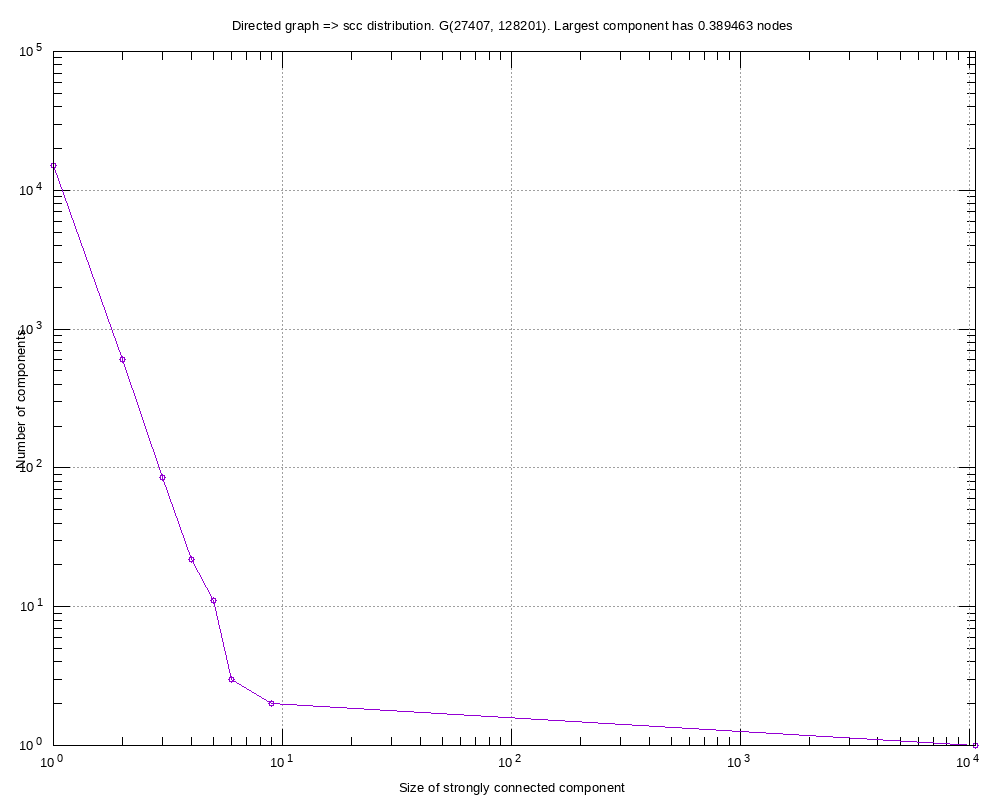 Directed graph => scc distribution. G(27407, 128201). Largest component has 0.389463 nodes
10^5
10^4
10^3
10^2
10^1
10^0
Number of components
10^0 10^1 10^2 10^3 10^4
Size of strongly connected component